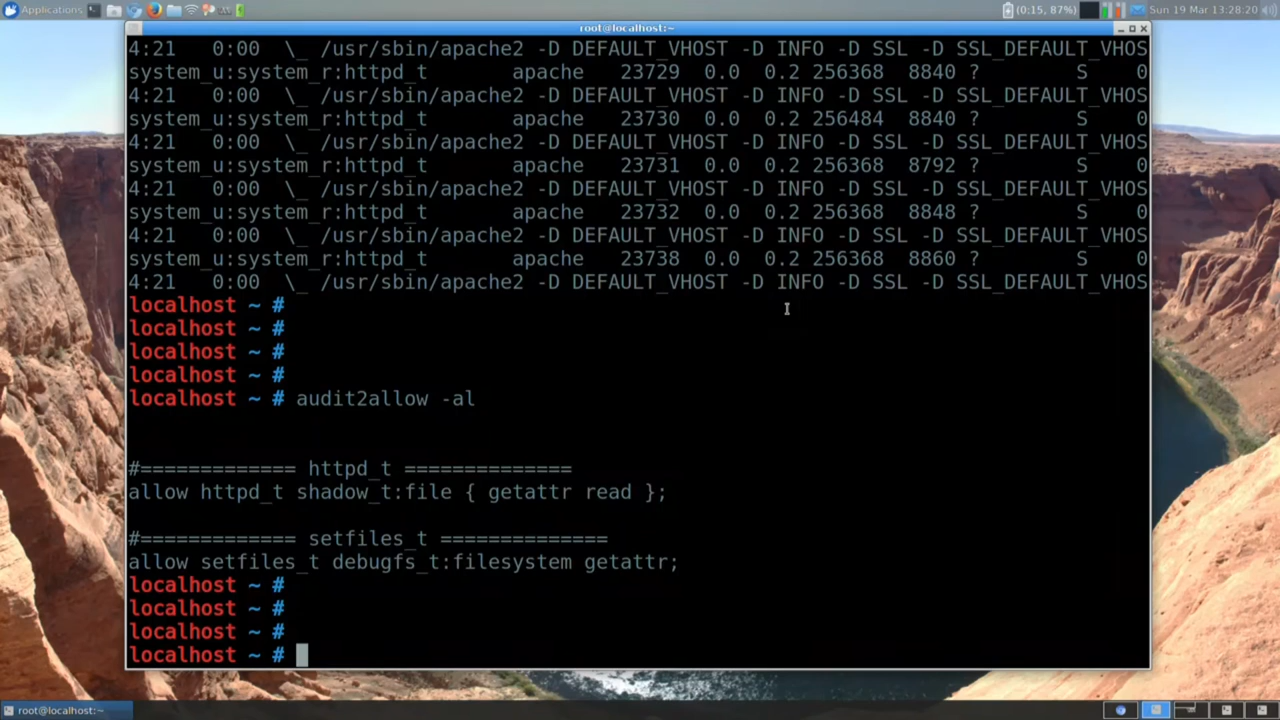 Applications
(0:15, 87%)
Sun 19 Mar 13:28:20
root@localhost:~
4:21   0:00  \_ /usr/sbin/apache2 -D DEFAULT_VHOST -D INFO -D SSL -D SSL_DEFAULT_VHOS
system_u:system_r:httpd_t       apache   23729  0.0  0.2 256368  8840 ?        S    0
4:21   0:00  \_ /usr/sbin/apache2 -D DEFAULT_VHOST -D INFO -D SSL -D SSL_DEFAULT_VHOS
system_u:system_r:httpd_t       apache   23730  0.0  0.2 256484  8840 ?        S    0
4:21   0:00  \_ /usr/sbin/apache2 -D DEFAULT_VHOST -D INFO -D SSL -D SSL_DEFAULT_VHOS
system_u:system_r:httpd_t       apache   23731  0.0  0.2 256368  8792 ?        S    0
4:21   0:00  \_ /usr/sbin/apache2 -D DEFAULT_VHOST -D INFO -D SSL -D SSL_DEFAULT_VHOS
system_u:system_r:httpd_t       apache   23732  0.0  0.2 256368  8848 ?        S    0
4:21   0:00  \_ /usr/sbin/apache2 -D DEFAULT_VHOST -D INFO -D SSL -D SSL_DEFAULT_VHOS
system_u:system_r:httpd_t       apache   23738  0.0  0.2 256368  8860 ?        S    0
4:21   0:00  \_ /usr/sbin/apache2 -D DEFAULT_VHOST -D INFO -D SSL -D SSL_DEFAULT_VHOS
localhost ~ #
localhost ~ #
localhost ~ #
localhost ~ #
localhost ~ # audit2allow -al
#============= httpd_t ==============
allow httpd_t shadow_t:file { getattr read };
#============= setfiles_t ==============
allow setfiles_t debugfs_t:filesystem getattr;
localhost ~ #
localhost ~ #
localhost ~ #
localhost ~ #
root@localhost:~